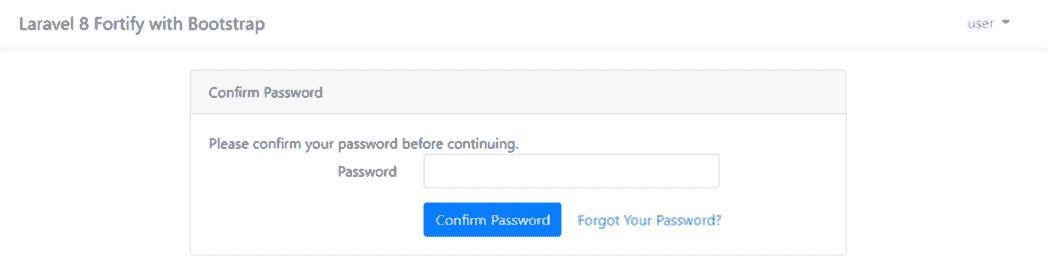 Laravel 8 Fortify with Bootstrap
user
Confirm Password
Please confirm your password before continuing.
Password
Confirm Password
Forgot Your Password?